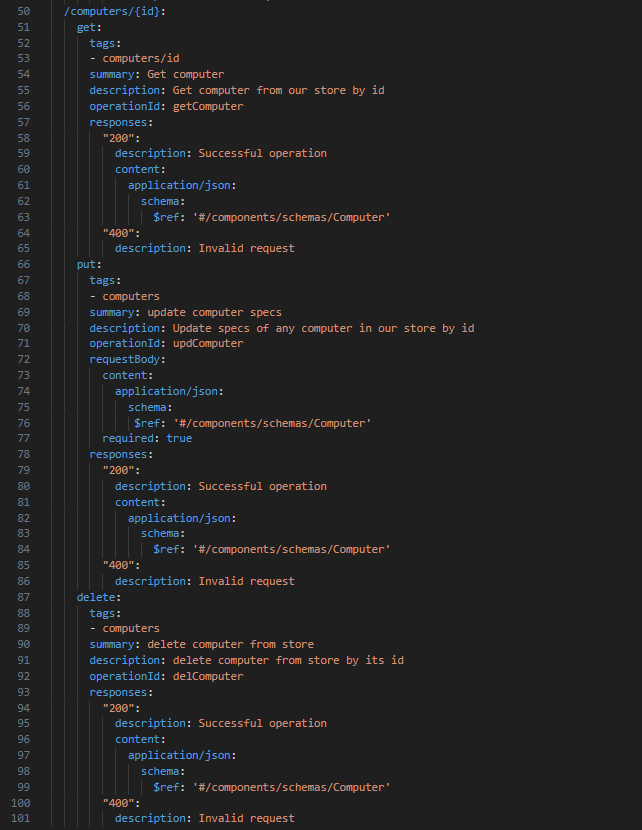 50 /computers/{id}:
51 get:
52 tags:
53 - computers/id
54 summary: Get computer
55 description: Get computer from our store by id
56 operationId: getComputer
57 responses:
58 "200":
59 description: Successful operation
60 content:
61 application/json:
62 schema:
63 $ref: '#/components/schemas/Computer'
64 "400":
65 description: Invalid request
66 put:
67 tags:
68 - computers
69 summary: update computer specs
70 description: Update specs of any computer in our store by id
71 operationId: updComputer
72 requestBody:
73 content:
74 application/json:
75 schema:
76 $ref: '#/components/schemas/Computer'
77 required: true
78 responses:
79 "200":
80 description: Successful operation
81 content:
82 application/json:
83 schema:
84 $ref: '#/components/schemas/Computer'
85 "400":
86 description: Invalid request
87 delete:
88 tags:
89 - computers
90 summary: delete computer from store
91 description: delete computer from store by its id
92 operationId: delComputer
93 responses:
94 "200":
95 description: Successful operation
96 content:
97 application/json:
98 schema:
99 $ref: '#/components/schemas/Computer'
100 "400":
101 description: Invalid request